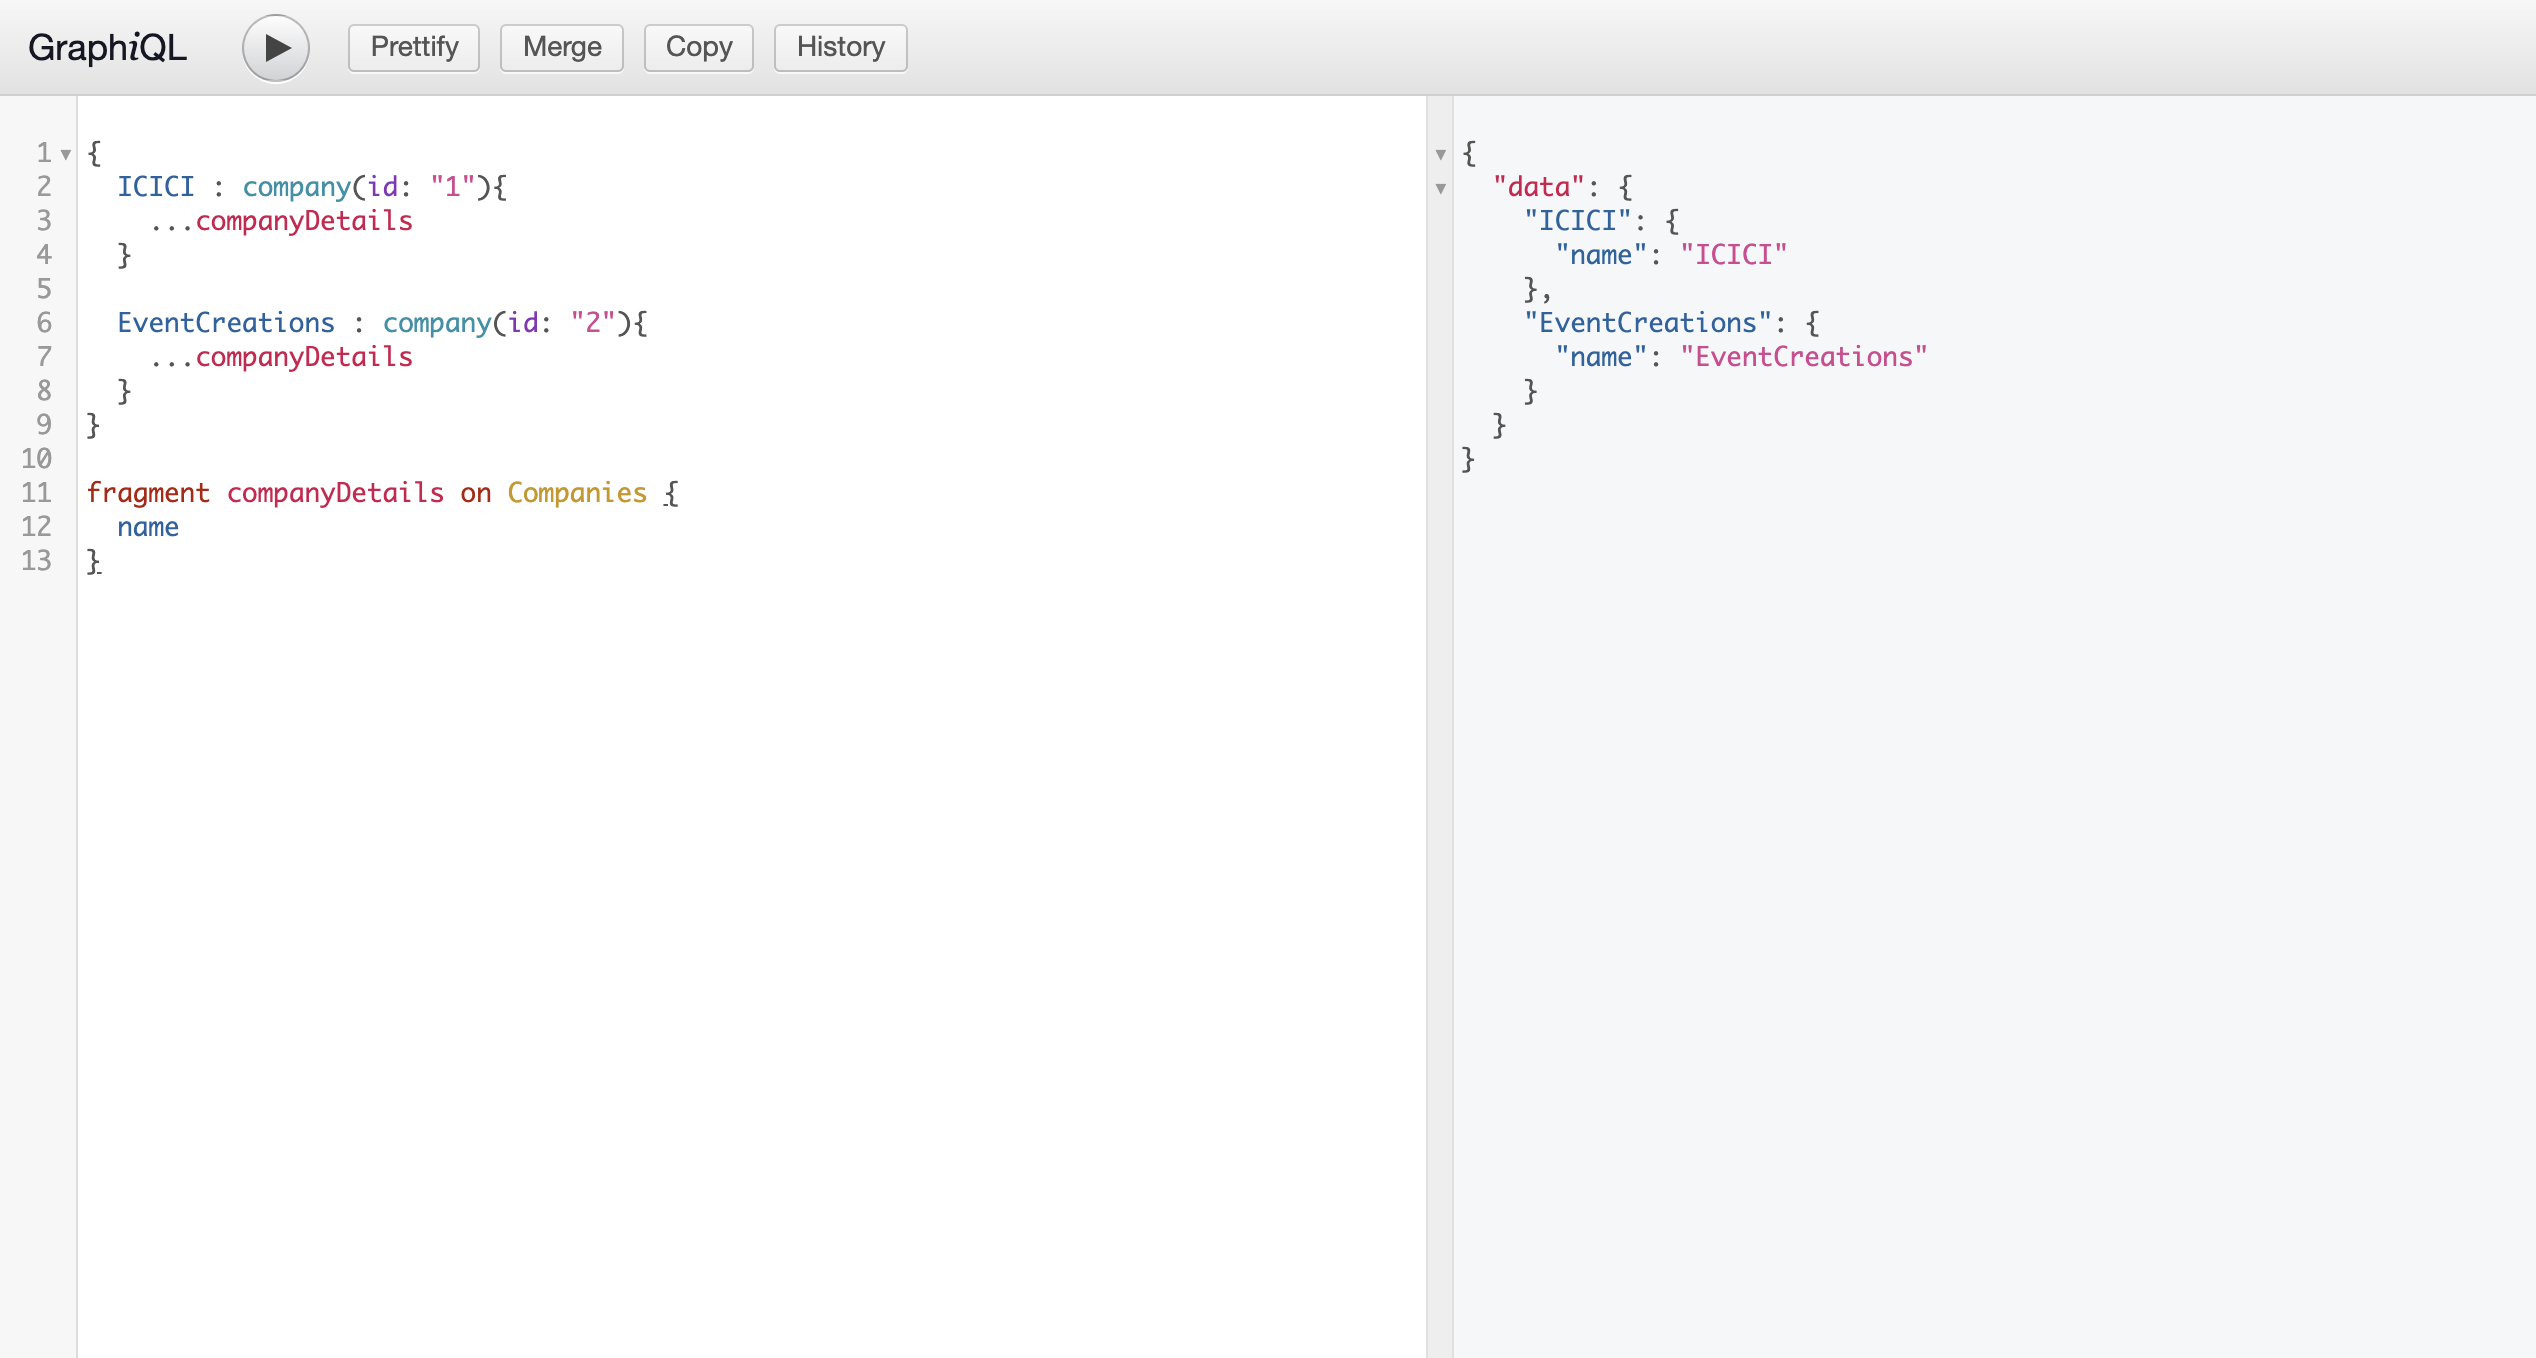 GraphiQL
Prettify
Merge
Copy
History
1 {
2   ICICI : company(id: "1"){
3     ...companyDetails
4   }
5
6   EventCreations : company(id: "2"){
7     ...companyDetails
8   }
9 }
10
11 fragment companyDetails on Companies {
12   name
13 }
{
  "data": {
    "ICICI": {
      "name": "ICICI"
    },
    "EventCreations": {
      "name": "EventCreations"
    }
  }
}